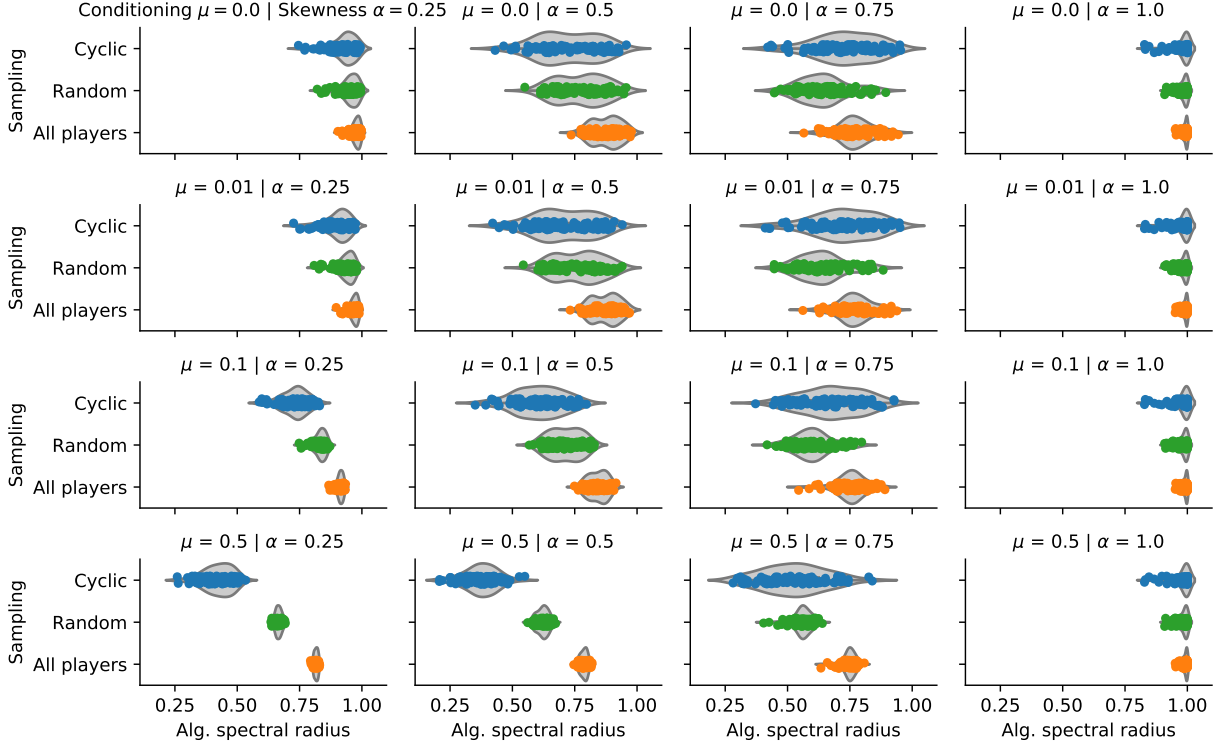 Conditioning μ = 0.0 | Skewness α = 0.25
μ = 0.0 | α = 0.5
μ = 0.0 | α = 0.75
μ = 0.0 | α = 1.0
Sampling
Cyclic
Random
All players
μ = 0.01 | α = 0.25
μ = 0.01 | α = 0.5
μ = 0.01 | α = 0.75
μ = 0.01 | α = 1.0
Sampling
Cyclic
Random
All players
μ = 0.1 | α = 0.25
μ = 0.1 | α = 0.5
μ = 0.1 | α = 0.75
μ = 0.1 | α = 1.0
Sampling
Cyclic
Random
All players
μ = 0.5 | α = 0.25
μ = 0.5 | α = 0.5
μ = 0.5 | α = 0.75
μ = 0.5 | α = 1.0
Sampling
Cyclic
Random
All players
0.25 0.50 0.75 1.00
0.25 0.50 0.75 1.00
0.25 0.50 0.75 1.00
0.25 0.50 0.75 1.00
Alg. spectral radius
Alg. spectral radius
Alg. spectral radius
Alg. spectral radius